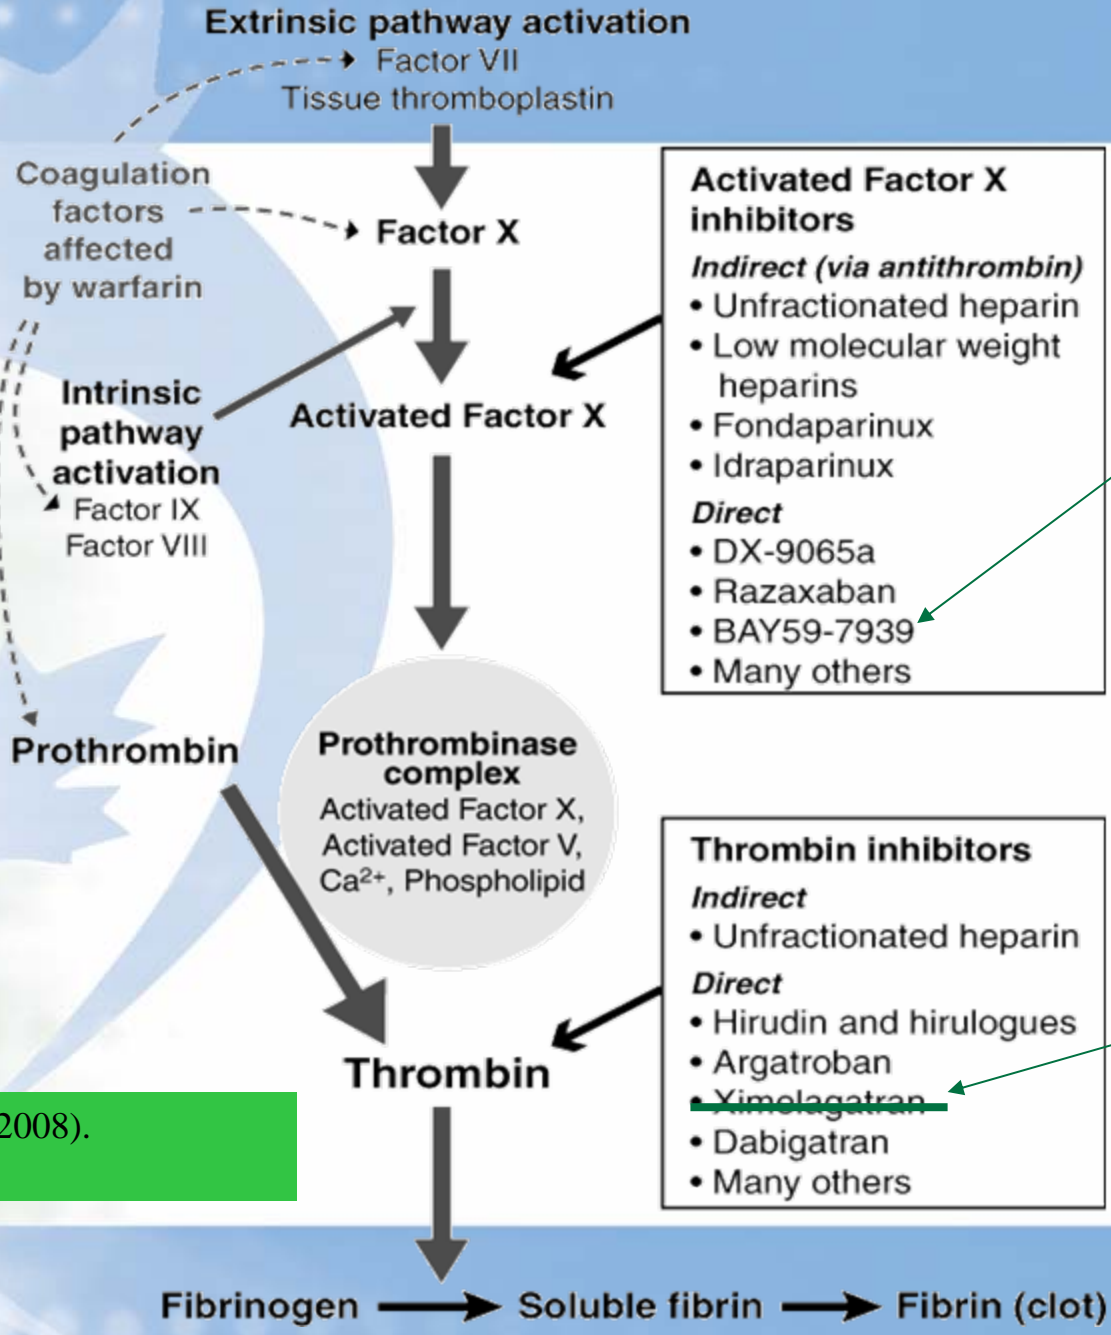 Extrinsic pathway activation
Factor VII
Tissue thromboplastin
Coagulation
factors
affected
by warfarin
Factor X
Intrinsic
pathway
activation
Factor IX
Factor VIII
Activated Factor X
Activated Factor X
inhibitors
Indirect (via antithrombin)
• Unfractionated heparin
• Low molecular weight
heparins
• Fondaparinux
• Idraparinux
Direct
• DX-9065a
• Razaxaban
• BAY59-7939
• Many others
Prothrombin
Prothrombinase
complex
Activated Factor X,
Activated Factor V,
Ca²⁺, Phospholipid
Thrombin inhibitors
Indirect
• Unfractionated heparin
Direct
• Hirudin and hirulogues
• Argatroban
• Ximelagatran
• Dabigatran
• Many others
Thrombin
2008).
Fibrinogen
Soluble fibrin
Fibrin (clot)